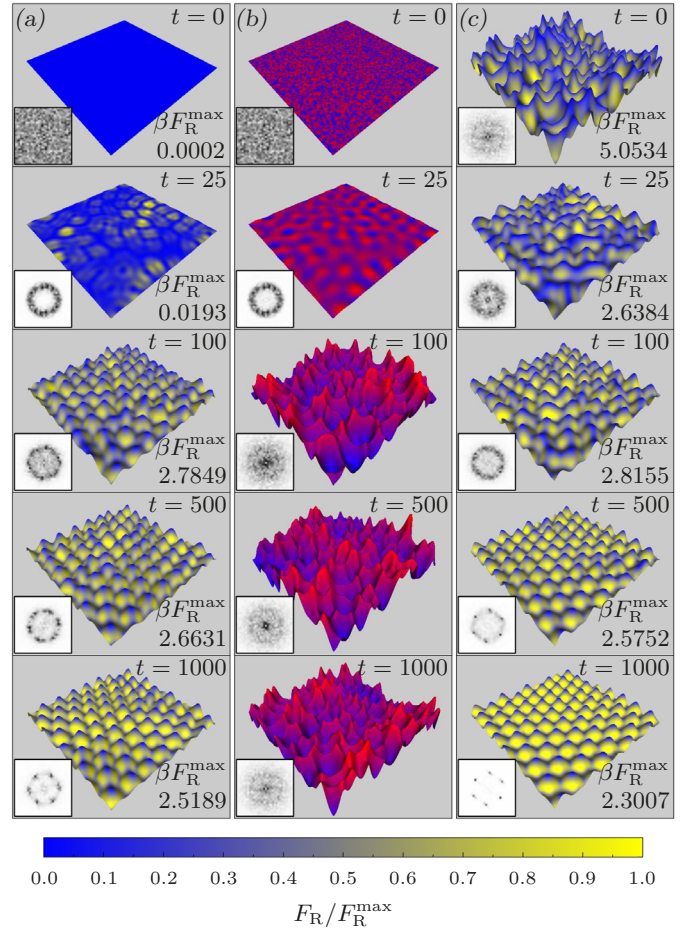 (a) t = 0
βF_R^max
0.0002
t = 25
βF_R^max
0.0193
t = 100
βF_R^max
2.7849
t = 500
βF_R^max
2.6631
t = 1000
βF_R^max
2.5189
(b) t = 0
t = 25
t = 100
t = 500
t = 1000
(c) t = 0
βF_R^max
5.0534
t = 25
βF_R^max
2.6384
t = 100
βF_R^max
2.8155
t = 500
βF_R^max
2.5752
t = 1000
βF_R^max
2.3007
0.0 0.1 0.2 0.3 0.4 0.5 0.6 0.7 0.8 0.9 1.0
F_R/F_R^max